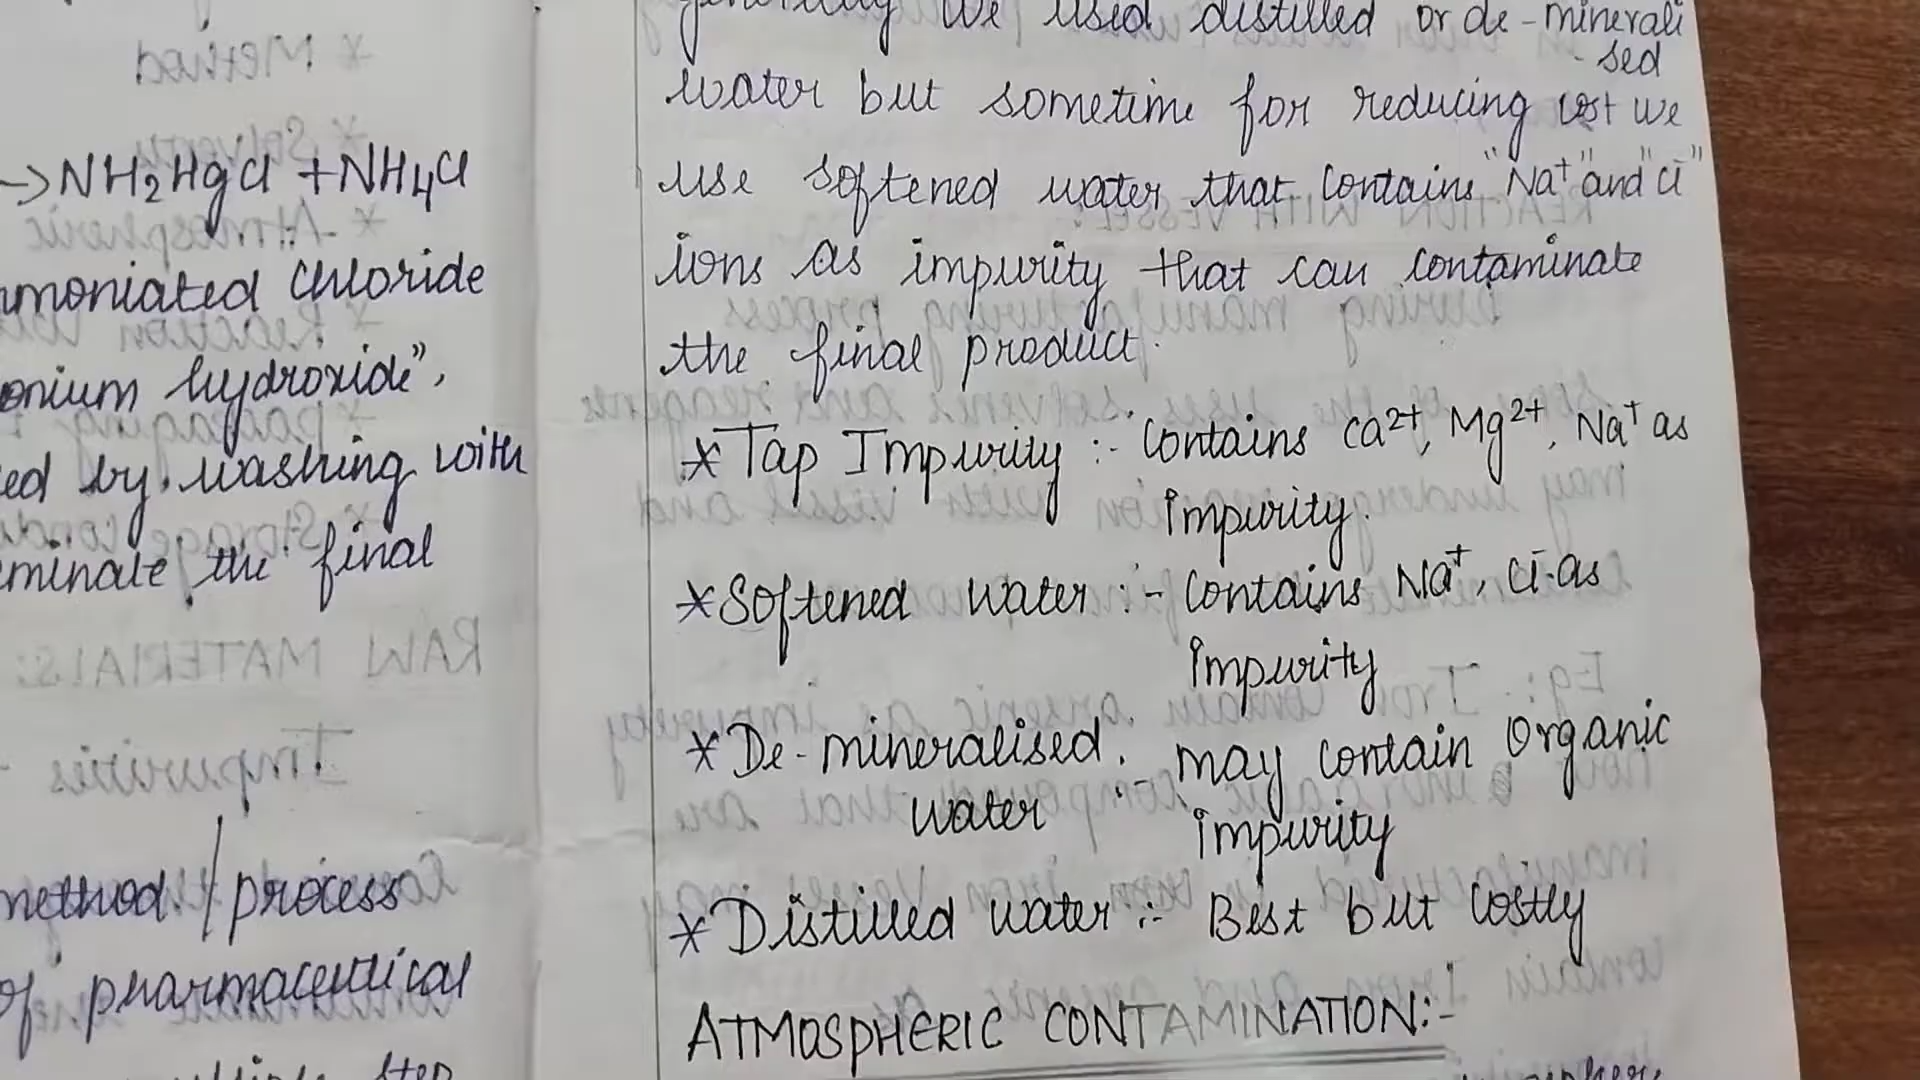 →NH2HgCl +NH4Cl
mmoniated chloride
onium hydroxide",
ed by washing with
eminate the final
method / process
of pharmaceutical
step
generally we used distilled or de-minerali
sed
water but sometime for reducing cost we
use softened water that contains "Na⁺" and "Cl⁻"
ions as impurity that can contaminate
the final product.
*Tap Impurity :- contains Ca²⁺, Mg²⁺, Na⁺ as
impurity.
*Softened water :- contains Na⁺, Cl⁻ as
impurity
*De-mineralised :- may contain organic
water impurity
*Distilled water :- Best but costly
ATMOSPHERIC CONTAMINATION:-